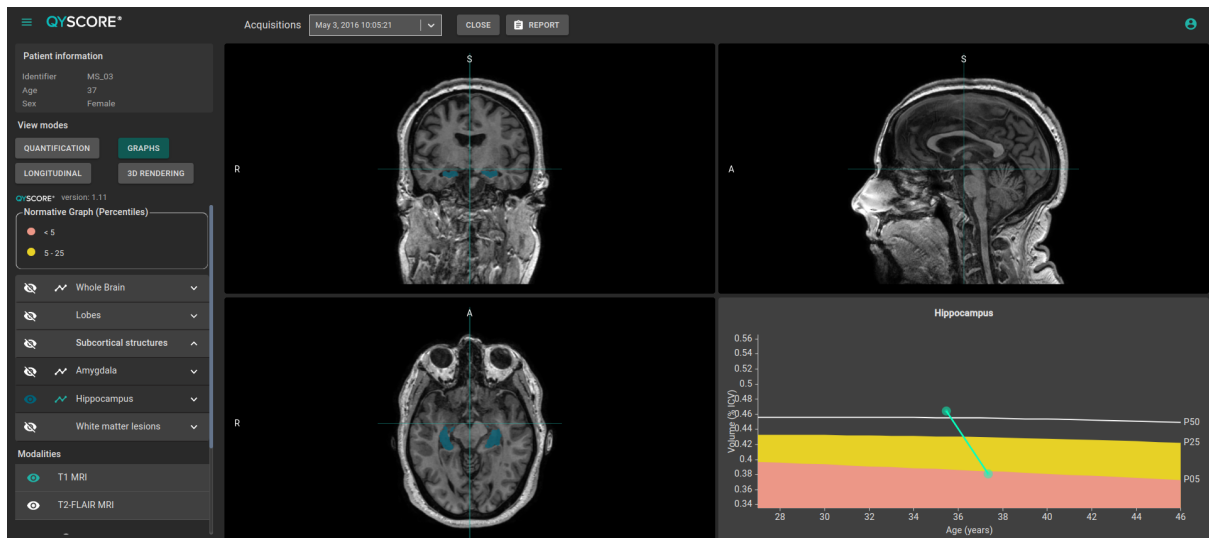 QYSCORE®
Acquisitions
May 3, 2016 10:05:21
CLOSE
REPORT
Patient information
Identifier MS_03
Age 37
Sex Female
View modes
QUANTIFICATION
GRAPHS
LONGITUDINAL
3D RENDERING
QYSCORE® version: 1.11
Normative Graph (Percentiles)
< 5
5 - 25
Whole Brain
Lobes
Subcortical structures
Amygdala
Hippocampus
White matter lesions
Modalities
T1 MRI
T2-FLAIR MRI
S
R
S
A
A
R
Hippocampus
Volume (% ICV)
0.56
0.54
0.52
0.5
0.48
0.46
0.44
0.42
0.4
0.38
0.36
0.34
P50
P25
P05
28 30 32 34 36 38 40 42 44 46
Age (years)